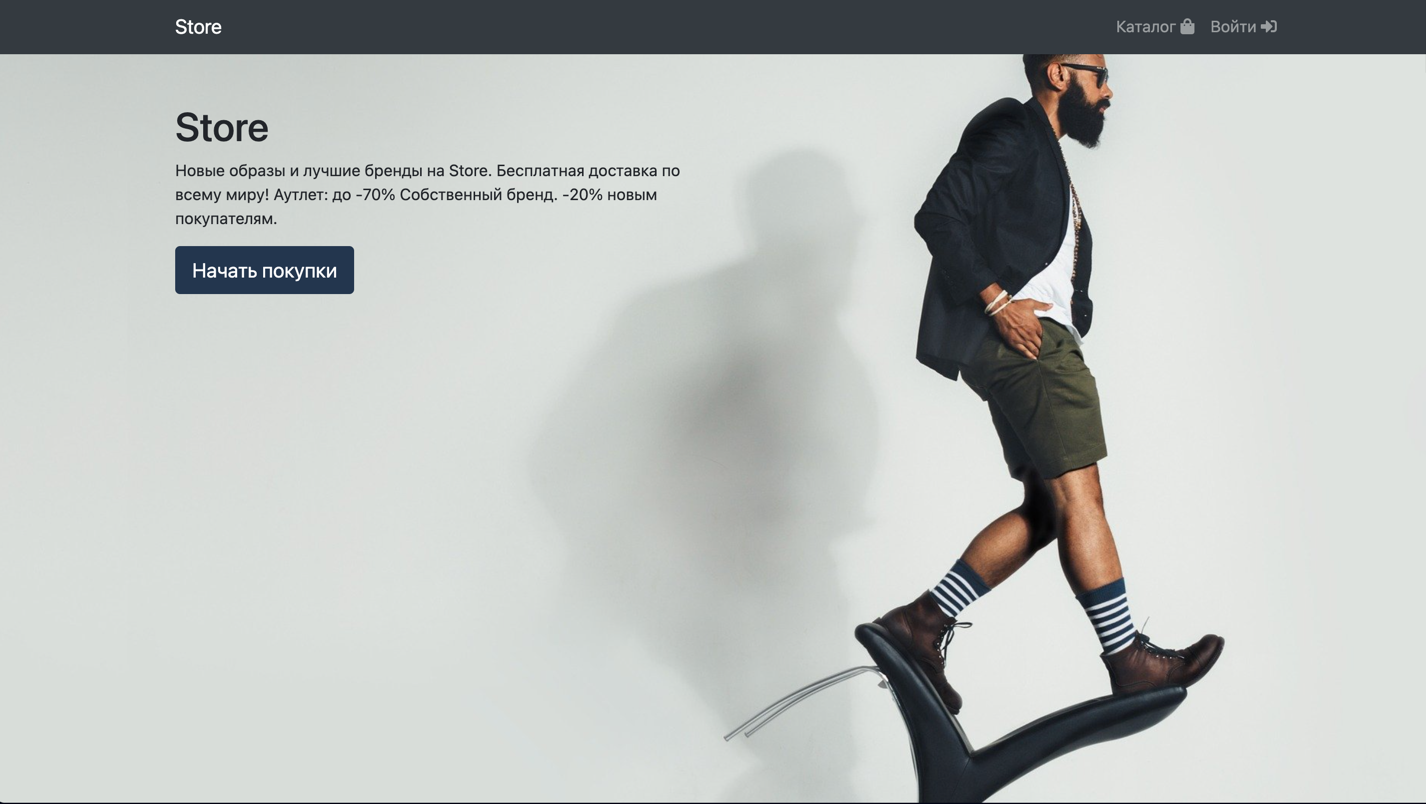 Store
Каталог
Войти
Store
Новые образы и лучшие бренды на Store. Бесплатная доставка по
всему миру! Аутлет: до -70% Собственный бренд. -20% новым
покупателям.
Начать покупки